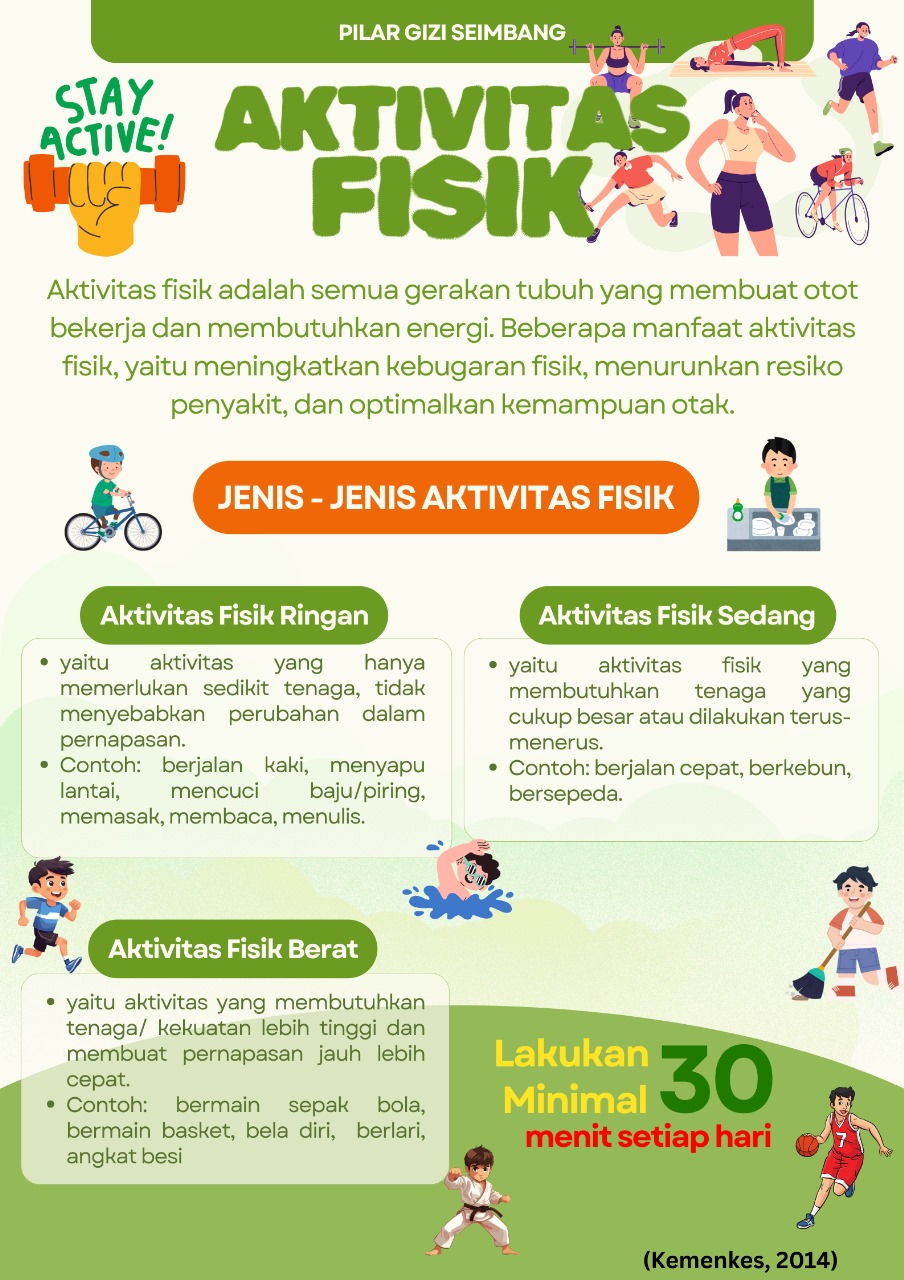 PILAR GIZI SEIMBANG
STAY
ACTIVE!
AKTIVITAS
FISIK
Aktivitas fisik adalah semua gerakan tubuh yang membuat otot
bekerja dan membutuhkan energi. Beberapa manfaat aktivitas
fisik, yaitu meningkatkan kebugaran fisik, menurunkan resiko
penyakit, dan optimalkan kemampuan otak.
JENIS - JENIS AKTIVITAS FISIK
Aktivitas Fisik Ringan
• yaitu aktivitas yang hanya
memerlukan sedikit tenaga, tidak
menyebabkan perubahan dalam
pernapasan.
• Contoh: berjalan kaki, menyapu
lantai, mencuci baju/piring,
memasak, membaca, menulis.
Aktivitas Fisik Sedang
• yaitu aktivitas fisik yang
membutuhkan tenaga yang
cukup besar atau dilakukan terus-
menerus.
• Contoh: berjalan cepat, berkebun,
bersepeda.
Aktivitas Fisik Berat
• yaitu aktivitas yang membutuhkan
tenaga/ kekuatan lebih tinggi dan
membuat pernapasan jauh lebih
cepat.
• Contoh: bermain sepak bola,
bermain basket, bela diri, berlari,
angkat besi
Lakukan
Minimal 30
menit setiap hari
7
(Kemenkes, 2014)